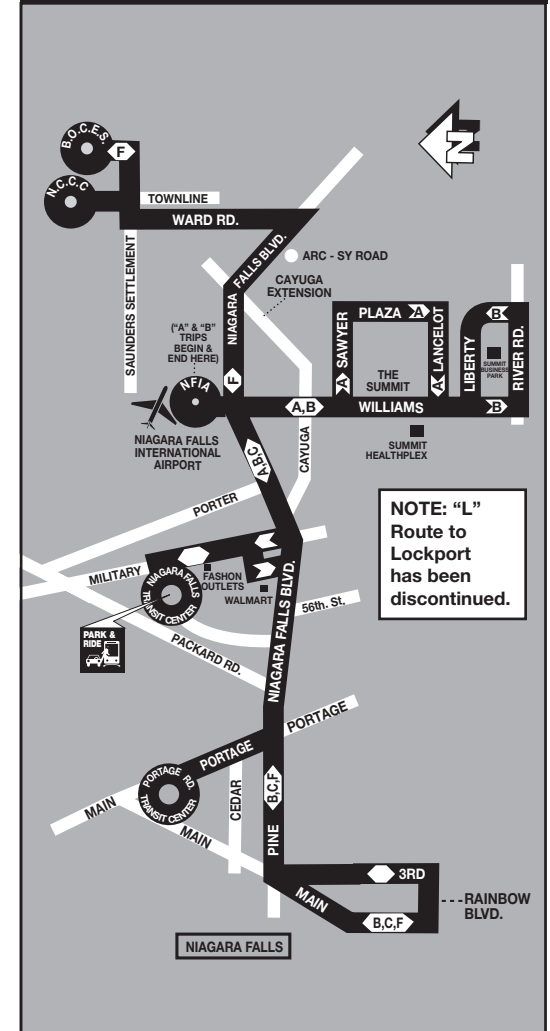 B.O.C.E.S.
F
N
N.C.C.C
TOWNLINE
WARD RD.
SAUNDERS SETTLEMENT
NIAGARA
FALLS BLVD.
ARC - SY ROAD
CAYUGA
EXTENSION
("A" & "B"
TRIPS
BEGIN &
END HERE)
NFIA
F
NIAGARA FALLS
INTERNATIONAL
AIRPORT
PLAZA
A
SAWYER
A
LANCELOT
A
THE
SUMMIT
LIBERTY
B
SUMMIT
BUSINESS
PARK
RIVER RD.
A,B
WILLIAMS
B
SUMMIT
HEALTHPLEX
A,B,C
CAYUGA
PORTER
NOTE: "L"
Route to
Lockport
has been
discontinued.
MILITARY
NIAGARA FALLS
TRANSIT CENTER
FASHON
OUTLETS
WALMART
56th. St.
NIAGARA FALLS BLVD.
PARK &
RIDE
PACKARD RD.
PORTAGE
PORTAGE
PORTAGE RD.
TRANSIT CENTER
MAIN
MAIN
CEDAR
B,C,F
PINE
3RD
MAIN
B,C,F
RAINBOW
BLVD.
NIAGARA FALLS